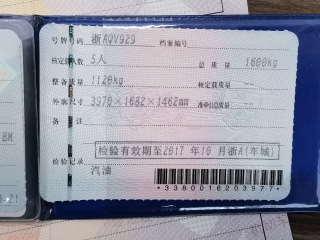 号牌号码 浙AQV929 档案编号
核定载人数 5人 总质量 1600kg
整备质量 1120kg 核定载质量 --
外廓尺寸 3970×1682×1462mm 准牵引总质量 --
备注
检验有效期至2017年10月浙A(车城)
检验记录
汽油
*3380016203977*